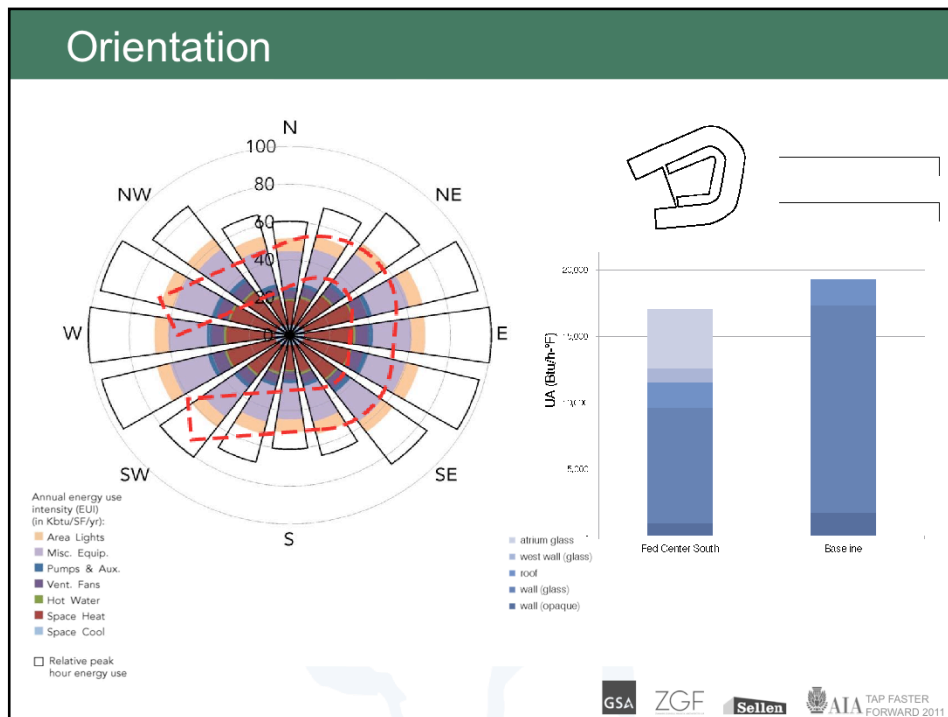 Orientation
N
100
80
60
40
20
0
NW
NE
W
E
SW
SE
S
Annual energy use
intensity (EUI)
(in Kbtu/SF/yr):
Area Lights
Misc. Equip.
Pumps & Aux.
Vent. Fans
Hot Water
Space Heat
Space Cool
Relative peak
hour energy use
UA (Btu/h-ºF)
20,000
15,000
10,000
5,000
-
Fed Center South
Baseline
atrium glass
west wall (glass)
roof
wall (glass)
wall (opaque)
GSA
ZGF
Sellen
AIA
TAP FASTER
FORWARD 2011